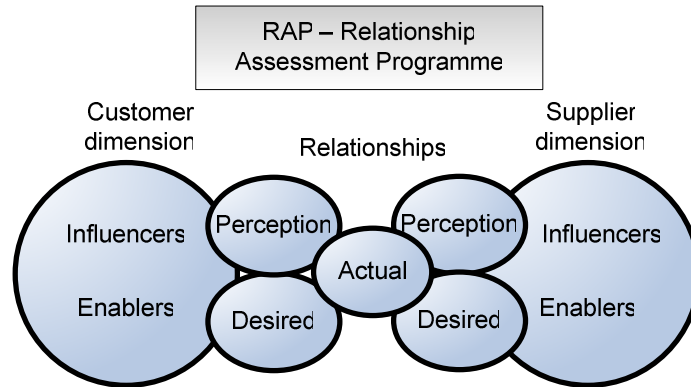 RAP – Relationship
Assessment Programme
Customer
dimension
Relationships
Supplier
dimension
Influencers
Enablers
Perception
Desired
Actual
Perception
Desired
Influencers
Enablers